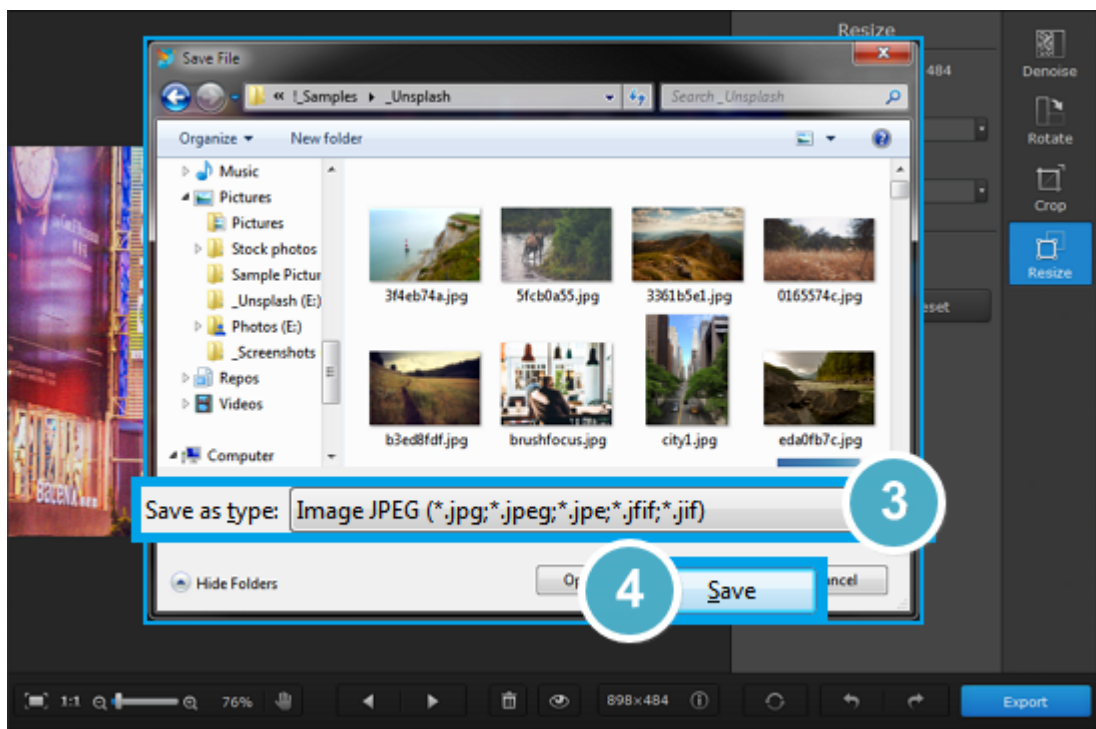 Resize
Save File
484
Denoise
« !_Samples ▸ _Unsplash
Search _Unsplash
Organize
New folder
Rotate
Music
Pictures
Pictures
Stock photos
Sample Pictur
_Unsplash (E:)
Photos (E:)
_Screenshots
Repos
Videos
Computer
3f4eb74a.jpg
5fcb0a55.jpg
3361b5e1.jpg
0165574c.jpg
b3ed8fdf.jpg
brushfocus.jpg
city1.jpg
eda0fb7c.jpg
Crop
Resize
eset
Save as type: Image JPEG (*.jpg;*.jpeg;*.jpe;*.jfif;*.jif)
3
Hide Folders
Op
4
Save
ncel
1:1
76%
898×484
Export